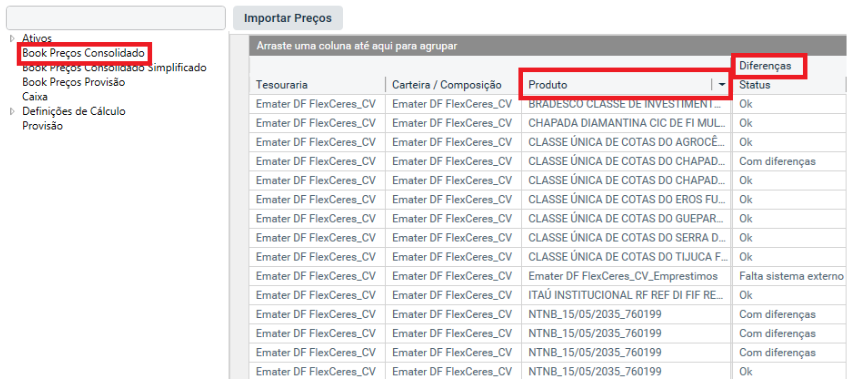 Importar Preços
Ativos
Book Preços Consolidado
Book Preços Consolidado Simplificado
Book Preços Provisão
Caixa
Definições de Cálculo
Provisão
Arraste uma coluna até aqui para agrupar
Diferenças
Tesouraria Carteira / Composição Produto Status
Emater DF FlexCeres_CV Emater DF FlexCeres_CV BRADESCO CLASSE DE INVESTIMENT... Ok
Emater DF FlexCeres_CV Emater DF FlexCeres_CV CHAPADA DIAMANTINA CIC DE FI MUL... Ok
Emater DF FlexCeres_CV Emater DF FlexCeres_CV CLASSE ÚNICA DE COTAS DO AGROCÊ... Ok
Emater DF FlexCeres_CV Emater DF FlexCeres_CV CLASSE ÚNICA DE COTAS DO CHAPAD... Com diferenças
Emater DF FlexCeres_CV Emater DF FlexCeres_CV CLASSE ÚNICA DE COTAS DO CHAPAD... Ok
Emater DF FlexCeres_CV Emater DF FlexCeres_CV CLASSE ÚNICA DE COTAS DO EROS FU... Ok
Emater DF FlexCeres_CV Emater DF FlexCeres_CV CLASSE ÚNICA DE COTAS DO GUEPAR... Ok
Emater DF FlexCeres_CV Emater DF FlexCeres_CV CLASSE ÚNICA DE COTAS DO SERRA D... Ok
Emater DF FlexCeres_CV Emater DF FlexCeres_CV CLASSE ÚNICA DE COTAS DO TIJUCA F... Ok
Emater DF FlexCeres_CV Emater DF FlexCeres_CV Emater DF FlexCeres_CV_Emprestimos Falta sistema externo
Emater DF FlexCeres_CV Emater DF FlexCeres_CV ITAÚ INSTITUCIONAL RF REF DI FIF RE... Ok
Emater DF FlexCeres_CV Emater DF FlexCeres_CV NTNB_15/05/2035_760199 Com diferenças
Emater DF FlexCeres_CV Emater DF FlexCeres_CV NTNB_15/05/2035_760199 Com diferenças
Emater DF FlexCeres_CV Emater DF FlexCeres_CV NTNB_15/05/2035_760199 Com diferenças
Emater DF FlexCeres_CV Emater DF FlexCeres_CV NTNB_15/05/2035_760199 Ok